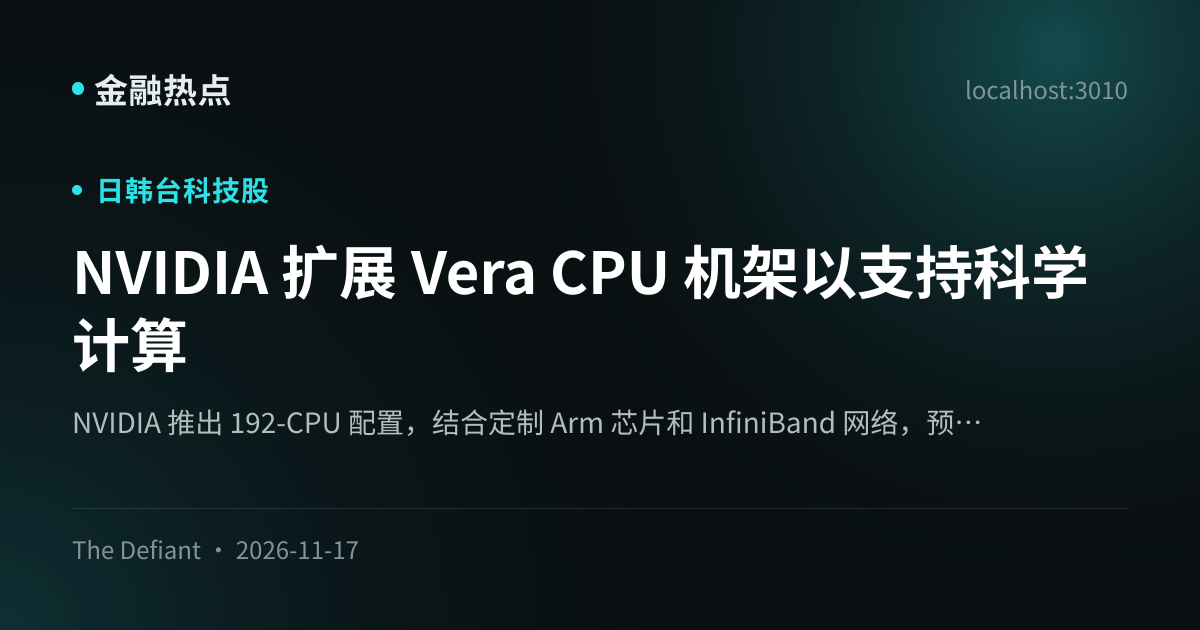 金融热点
localhost:3010
日韩台科技股
NVIDIA 扩展 Vera CPU 机架以支持科学
计算
NVIDIA 推出 192-CPU 配置，结合定制 Arm 芯片和 InfiniBand 网络，预…
The Defiant · 2026-11-17